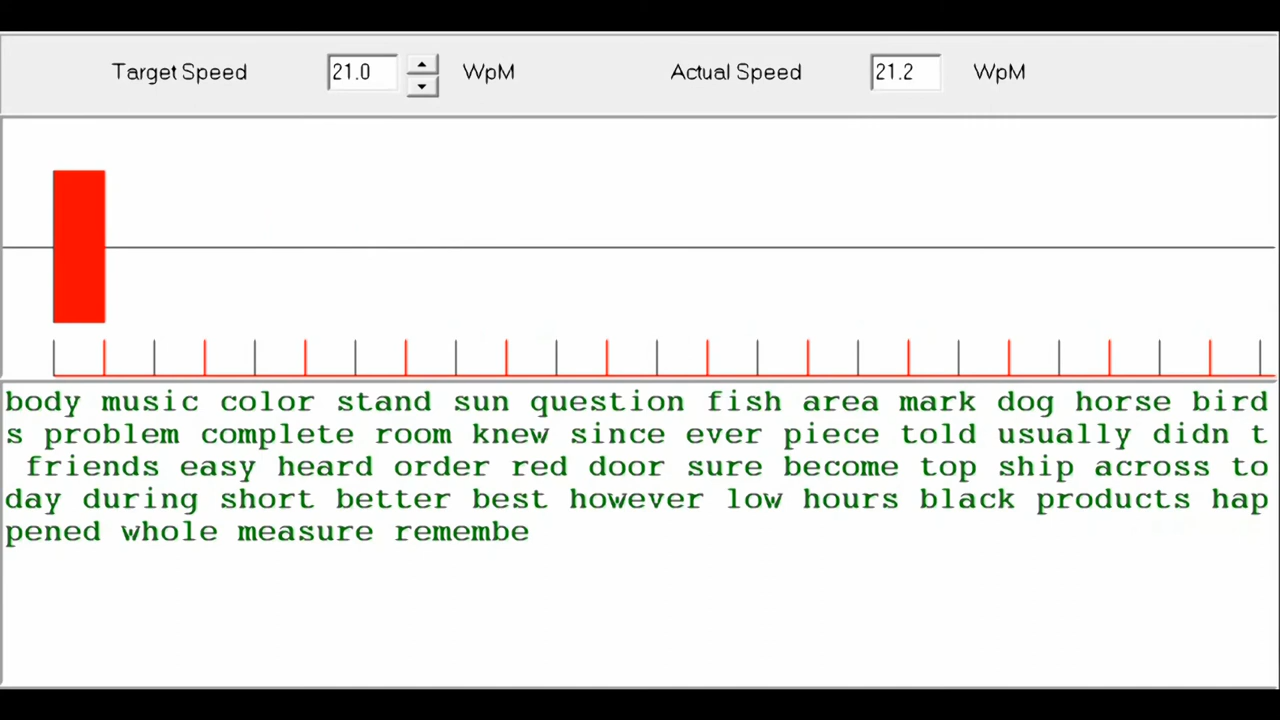 Target Speed 21.0 WpM Actual Speed 21.2 WpM
body music color stand sun question fish area mark dog horse bird
s problem complete room knew since ever piece told usually didn t
friends easy heard order red door sure become top ship across to
day during short better best however low hours black products hap
pened whole measure remembe